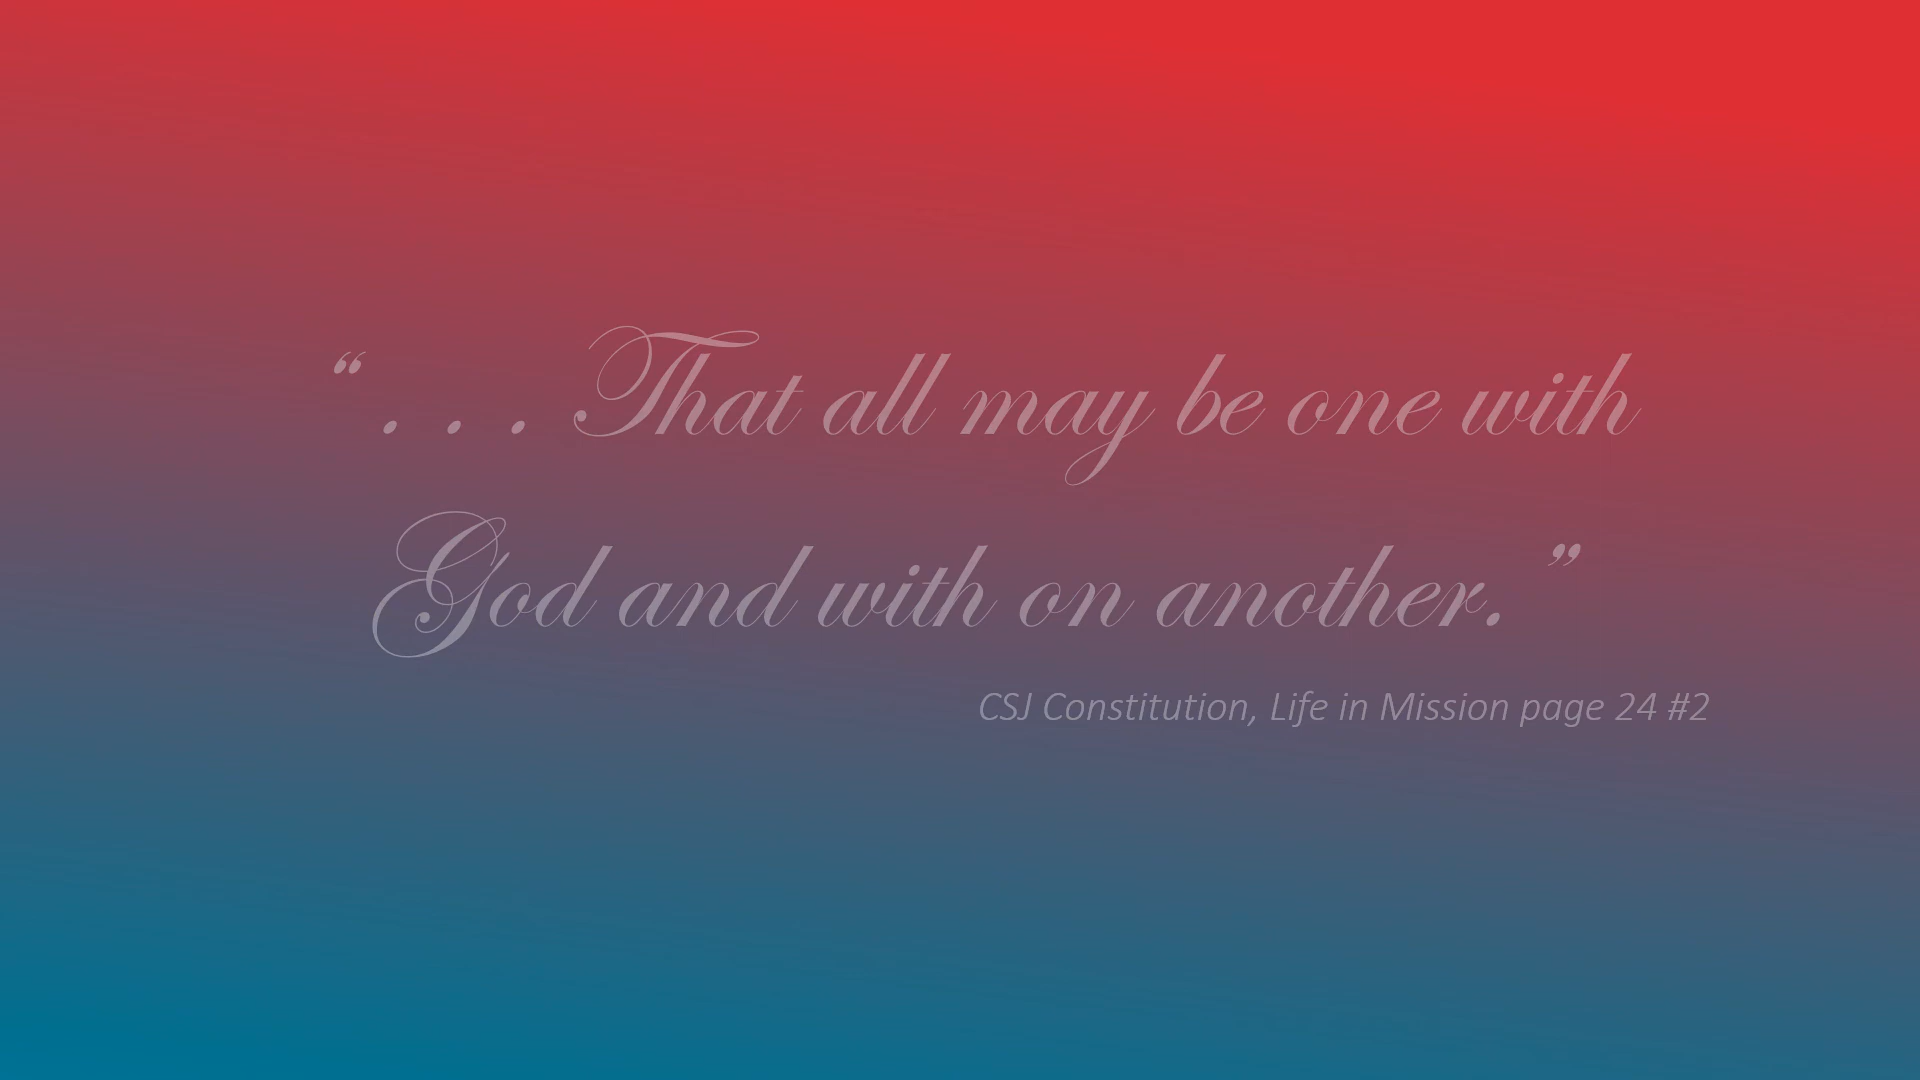 “. . . That all may be one with
God and with on another.”
CSJ Constitution, Life in Mission page 24 #2